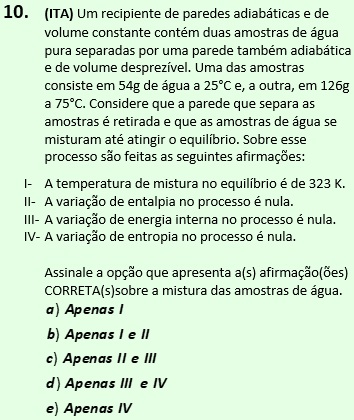 10. (ITA) Um recipiente de paredes adiabáticas e de
volume constante contém duas amostras de água
pura separadas por uma parede também adiabática
e de volume desprezível. Uma das amostras
consiste em 54g de água a 25°C e, a outra, em 126g
a 75°C. Considere que a parede que separa as
amostras é retirada e que as amostras de água se
misturam até atingir o equilíbrio. Sobre esse
processo são feitas as seguintes afirmações:
I- A temperatura de mistura no equilíbrio é de 323 K.
II- A variação de entalpia no processo é nula.
III- A variação de energia interna no processo é nula.
IV- A variação de entropia no processo é nula.
Assinale a opção que apresenta a(s) afirmação(ões)
CORRETA(s)sobre a mistura das amostras de água.
a) Apenas I
b) Apenas I e II
c) Apenas II e III
d) Apenas III e IV
e) Apenas IV